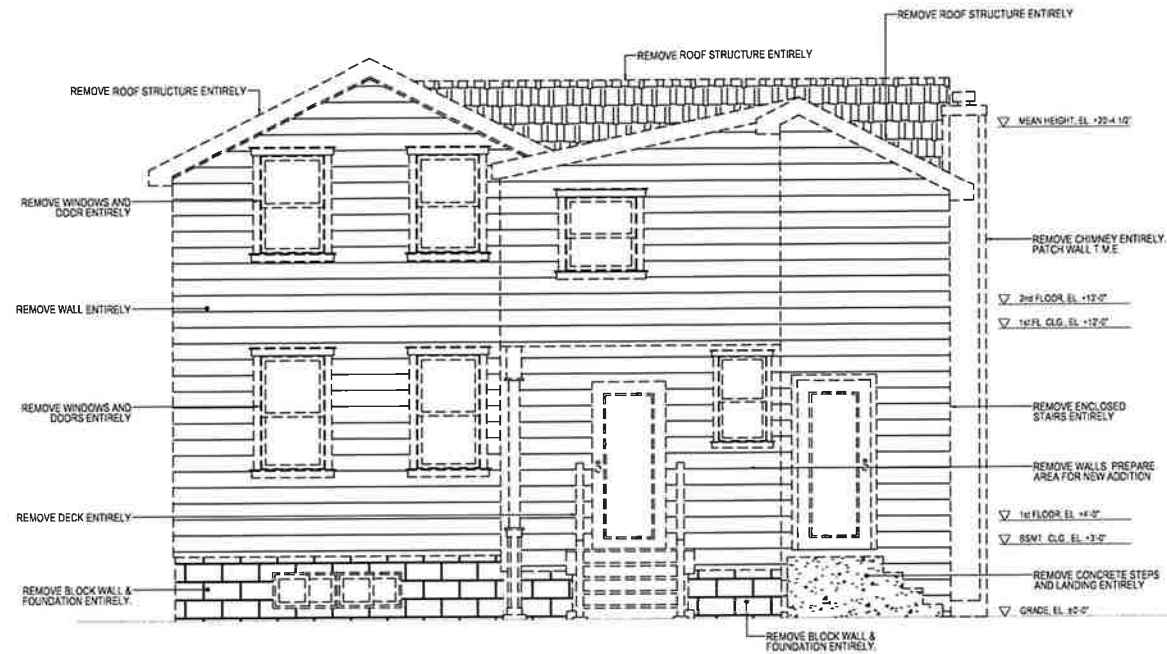 REMOVE ROOF STRUCTURE ENTIRELY
REMOVE ROOF STRUCTURE ENTIRELY
REMOVE ROOF STRUCTURE ENTIRELY
MEAN HEIGHT, EL +20'-4 1/2"
REMOVE WINDOWS AND
DOOR ENTIRELY
REMOVE CHIMNEY ENTIRELY.
PATCH WALL T.M.E.
REMOVE WALL ENTIRELY
2nd FLOOR, EL +13'-0"
1st FL CLG, EL +12'-0"
REMOVE WINDOWS AND
DOORS ENTIRELY
REMOVE ENCLOSED
STAIRS ENTIRELY
REMOVE WALLS PREPARE
AREA FOR NEW ADDITION
REMOVE DECK ENTIRELY
1st FLOOR, EL +4'-0"
BSMT CLG, EL +3'-0"
REMOVE BLOCK WALL &
FOUNDATION ENTIRELY.
REMOVE CONCRETE STEPS
AND LANDING ENTIRELY
GRADE, EL ±0'-0"
REMOVE BLOCK WALL &
FOUNDATION ENTIRELY.